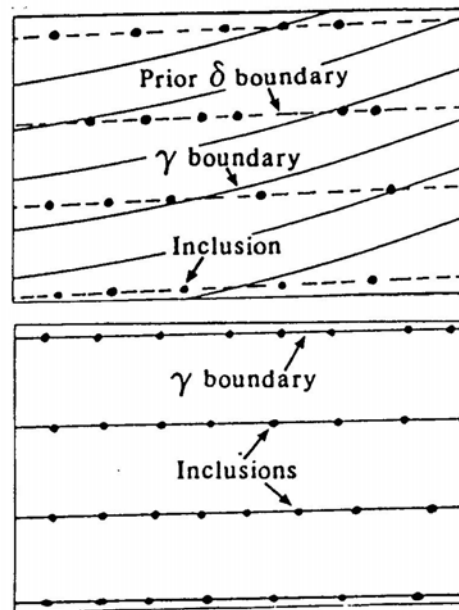 Prior δ boundary
γ boundary
Inclusion
γ boundary
Inclusions